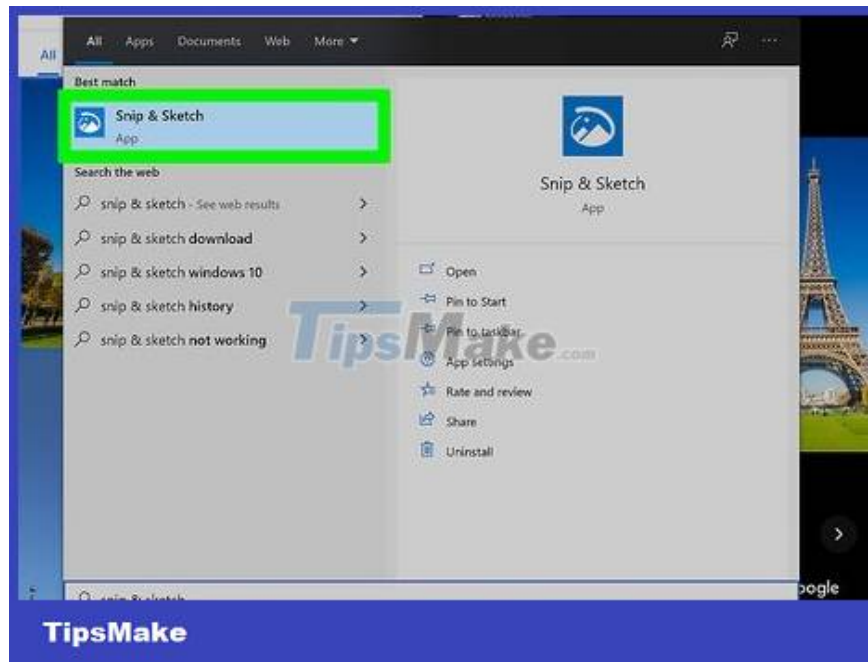 All
All Apps Documents Web More
Best match
Snip & Sketch
App
Search the web
snip & sketch - See web results
snip & sketch download
snip & sketch windows 10
snip & sketch history
snip & sketch not working
Snip & Sketch
App
Open
Pin to Start
Pin to taskbar
App settings
Rate and review
Share
Uninstall
TipsMake.com
snip & sketch
oogle
TipsMake